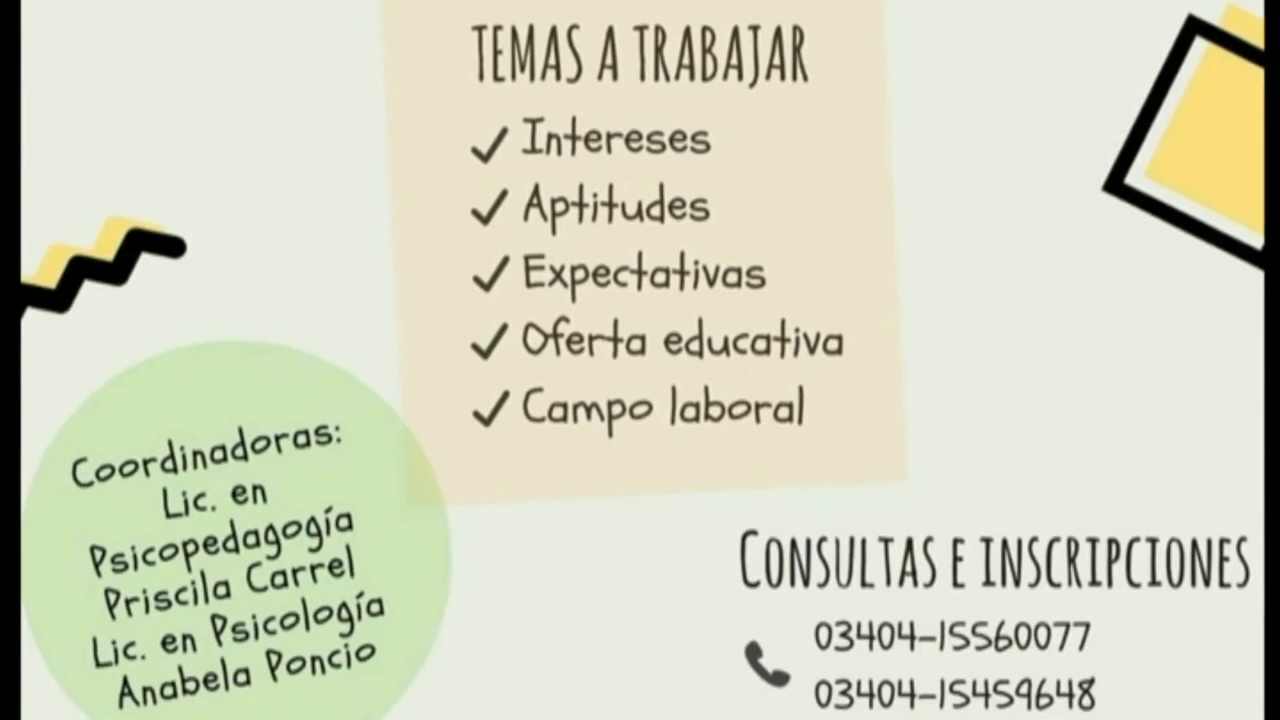 TEMAS A TRABAJAR
✓ Intereses
✓ Aptitudes
✓ Expectativas
✓ Oferta educativa
✓ Campo laboral
Coordinadoras:
Lic. en
Psicopedagogía
Priscila Carrel
Lic. en Psicología
Anabela Poncio
CONSULTAS E INSCRIPCIONES
03404-15560077
03404-15459648